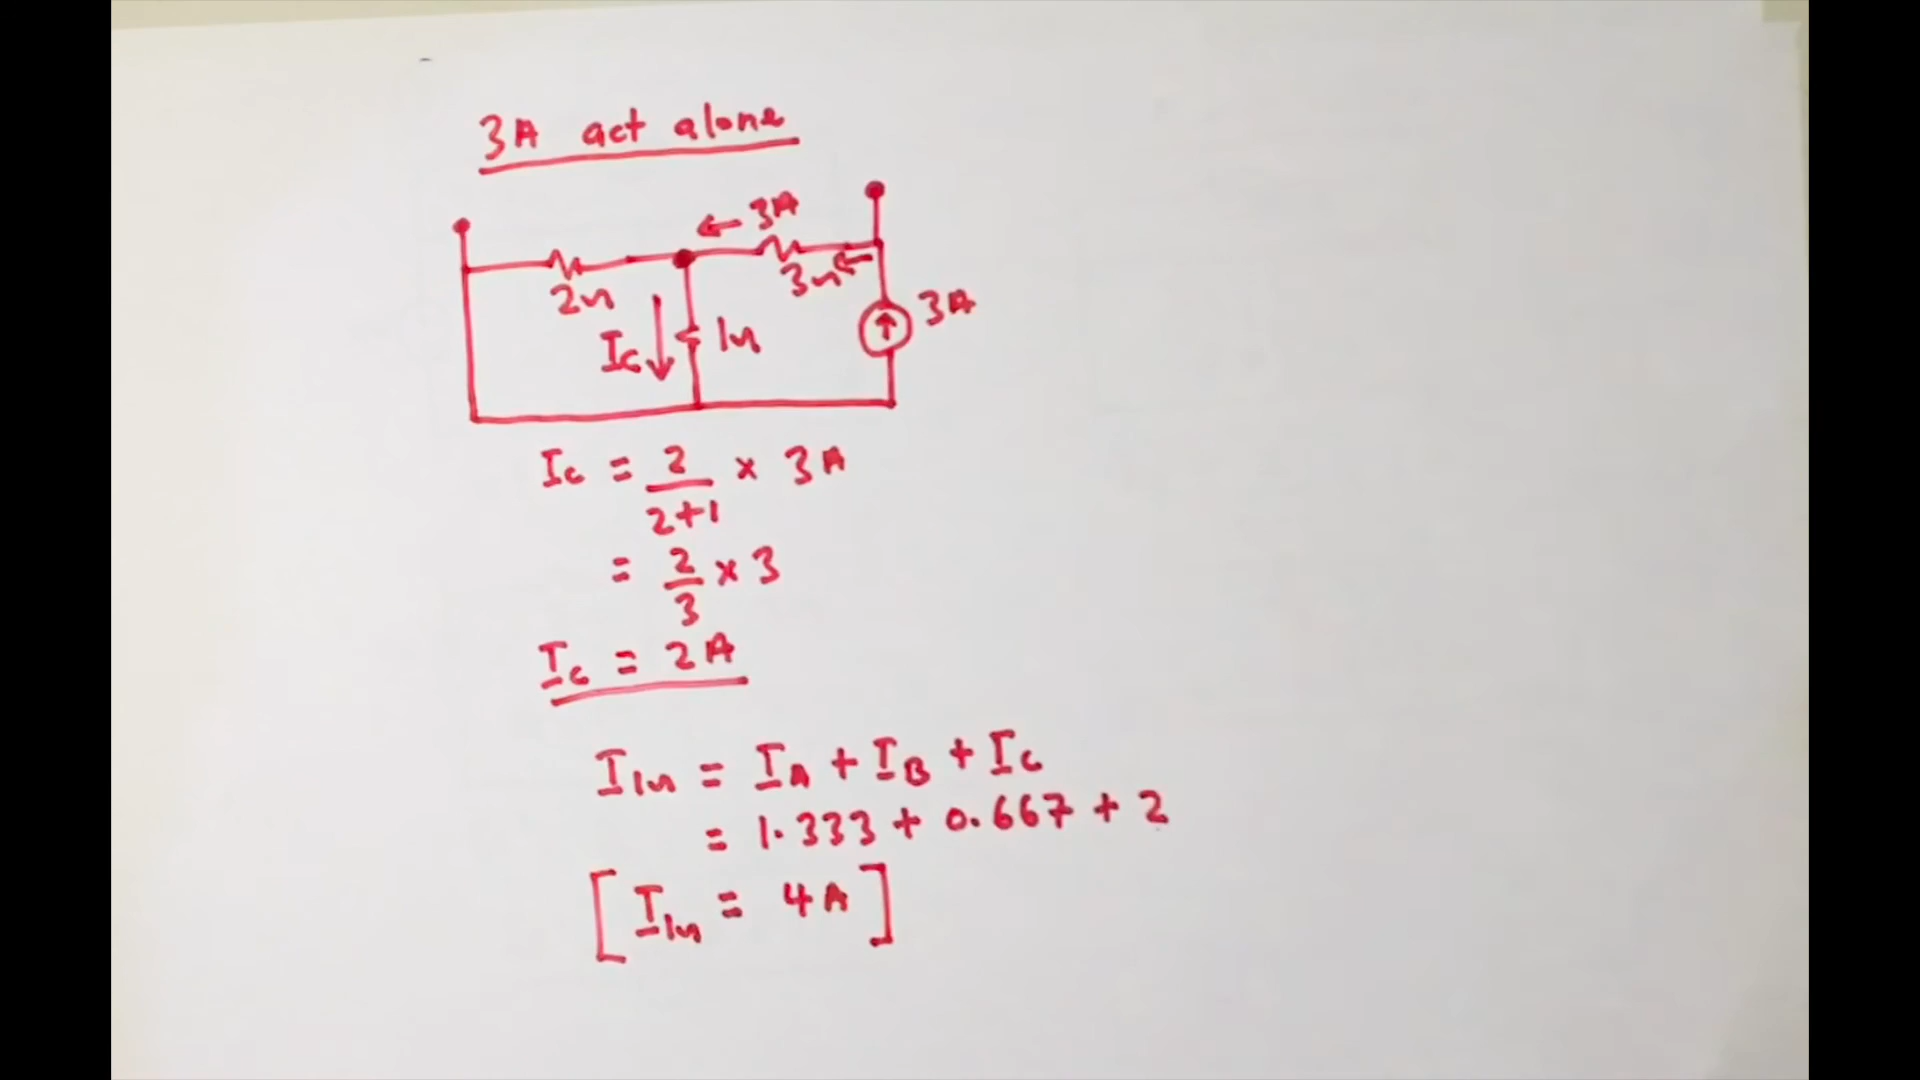 3A act alone
← 3A
2Ω
3Ω ←
Ic ↓
1Ω
↑ 3A
Ic = 2/(2+1) × 3A
= 2/3 × 3
Ic = 2A
I1Ω = IA + IB + Ic
= 1.333 + 0.667 + 2
[I1Ω = 4A]